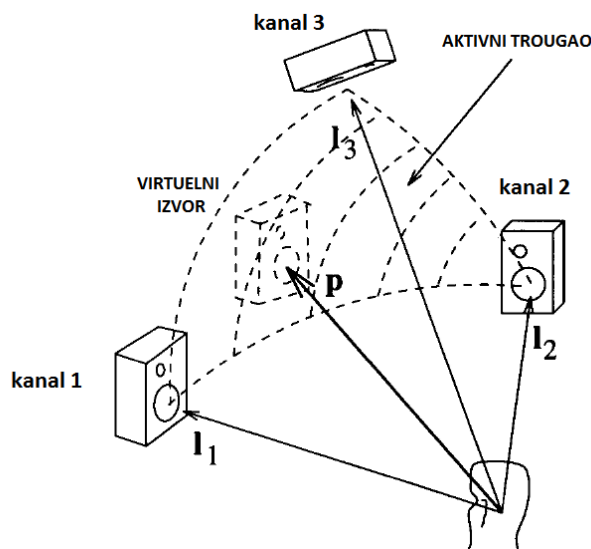 kanal 3
AKTIVNI TROUGAO
l3
VIRTUELNI
IZVOR
kanal 2
p
l2
kanal 1
l1